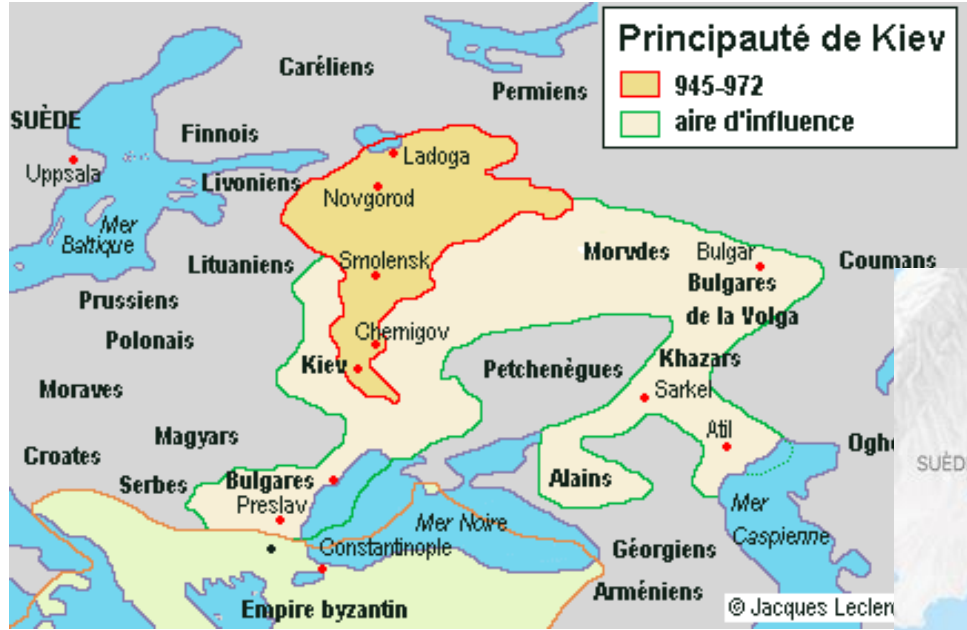 Principauté de Kiev
945-972
aire d'influence
Caréliens
Permiens
SUÈDE
Finnois
Uppsala
Ladoga
Livoniens
Novgorod
Mer
Baltique
Lituaniens
Smolensk
Morvdes
Bulgar
Coumans
Bulgares
de la Volga
Prussiens
Polonais
Chernigov
Kiev
Petchenègues
Khazars
Sarkel
Moraves
Magyars
Atil
Croates
Serbes
Bulgares
Preslav
Alains
Mer Noire
Mer
Caspienne
Constantinople
Géorgiens
Arméniens
Empire byzantin
© Jacques Lecler